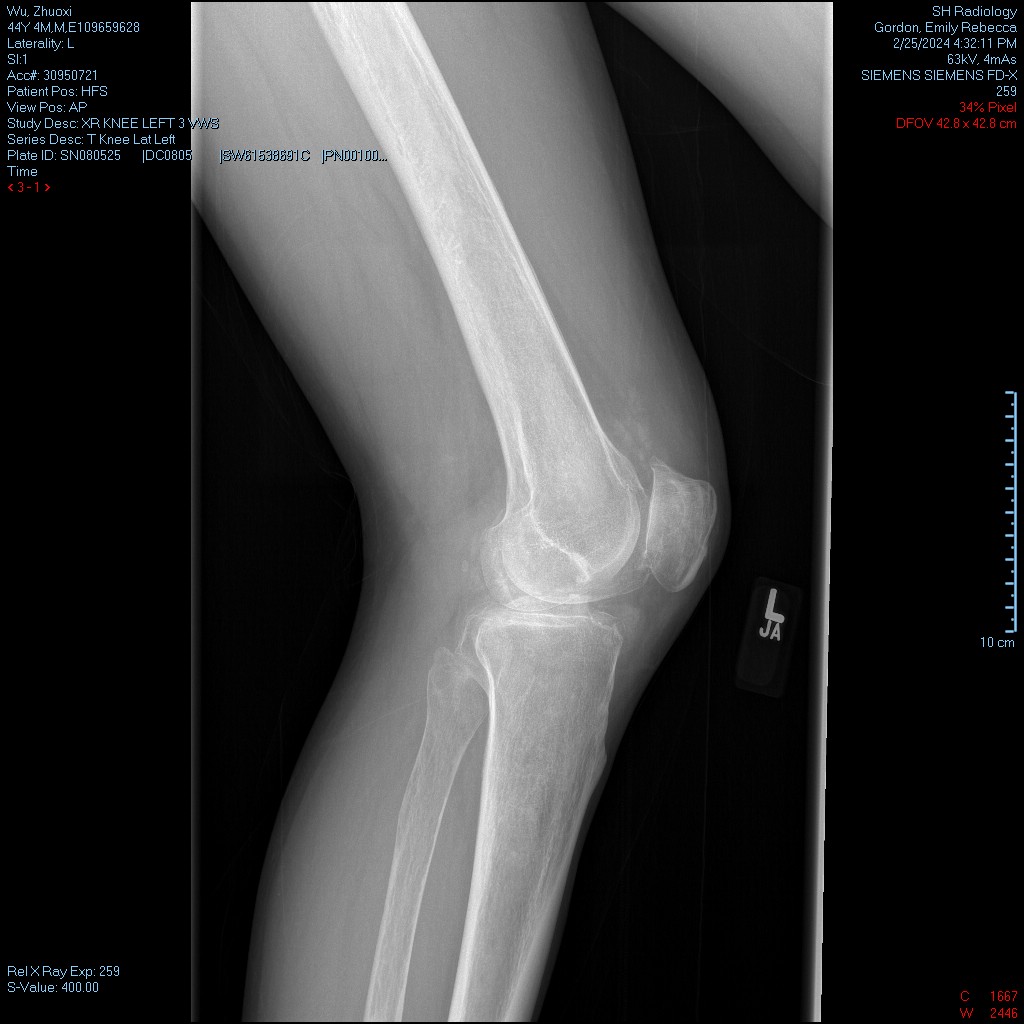 Wu, Zhuoxi
44Y 4M,M,E109659628
Laterality: L
SI:1
Acc#: 30950721
Patient Pos: HFS
View Pos: AP
Study Desc: XR KNEE LEFT 3 VWS
Series Desc: T Knee Lat Left
Plate ID: SN080525 |DC0805 |SW61538691C |PN00100...
Time
< 3 - 1 >
SH Radiology
Gordon, Emily Rebecca
2/25/2024 4:32:11 PM
63kV, 4mAs
SIEMENS SIEMENS FD-X
259
34% Pixel
DFOV 42.8 x 42.8 cm
L
JA
10 cm
Rel X Ray Exp: 259
S-Value: 400.00
C 1667
W 2446